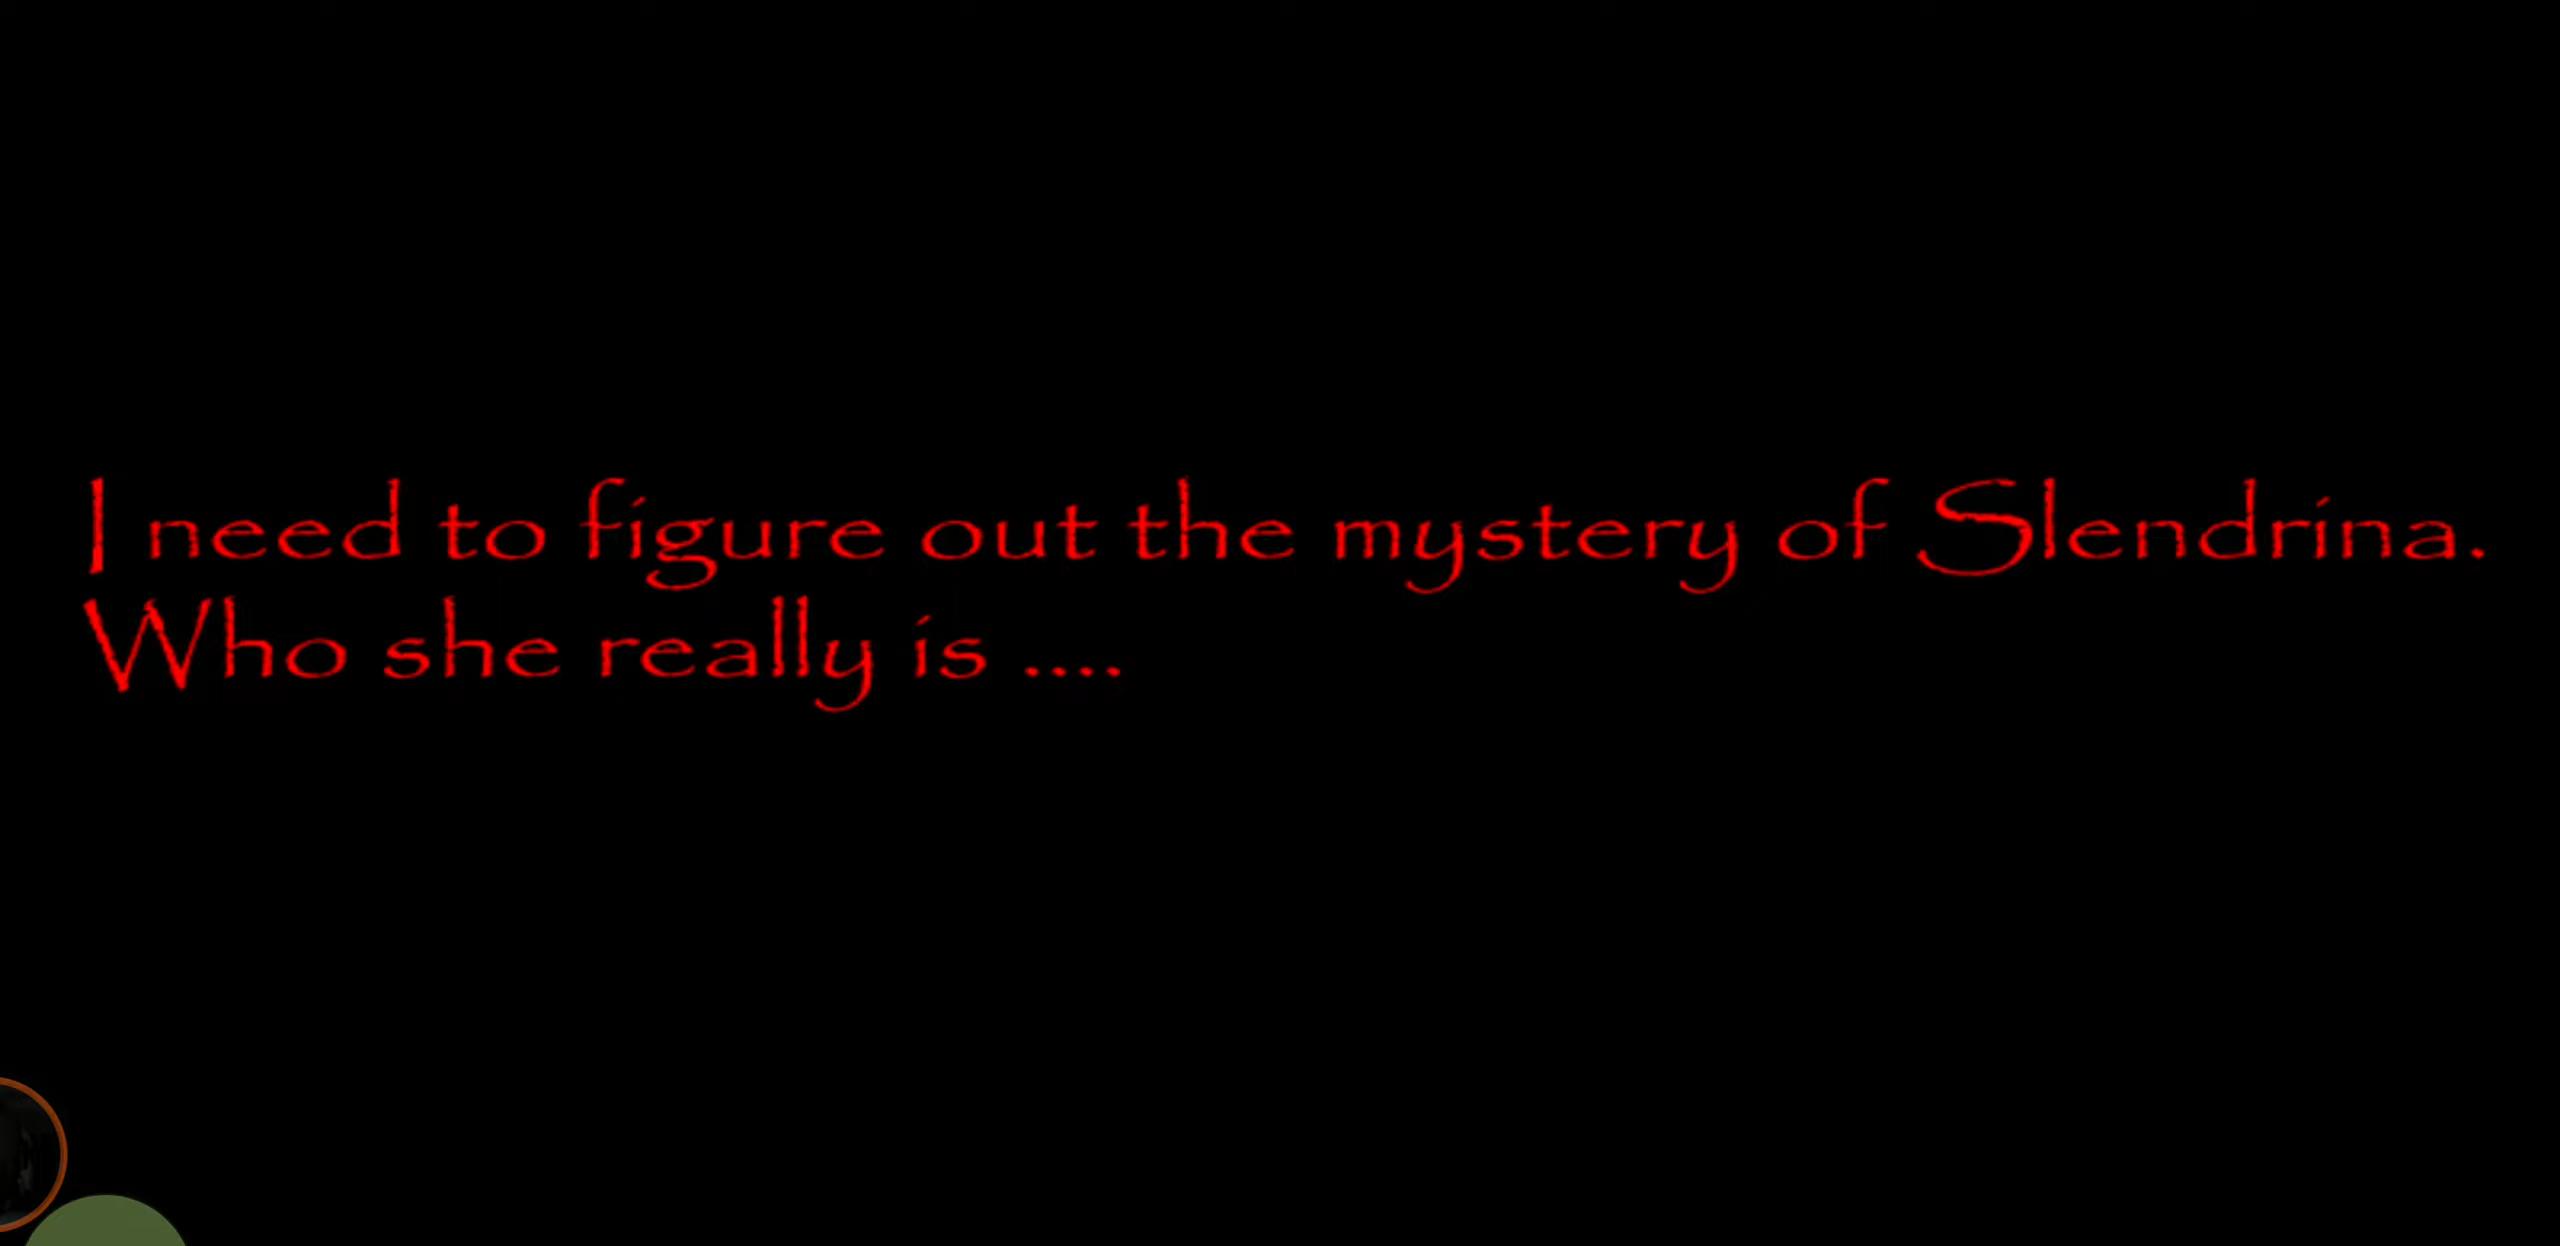 I need to figure out the mystery of Slendrina.
Who she really is ....